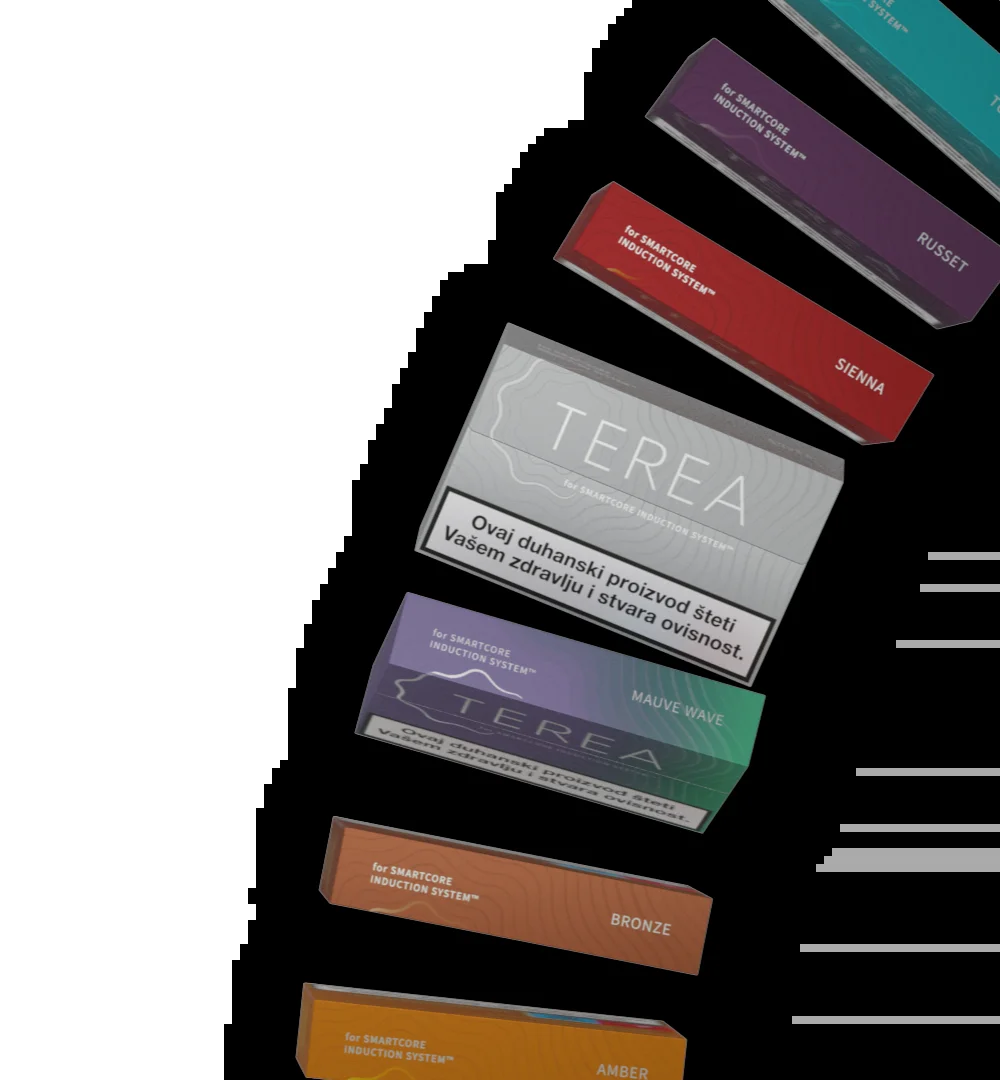 SYSTEM™
for SMARTCORE
INDUCTION SYSTEM™
RUSSET
for SMARTCORE
INDUCTION SYSTEM™
SIENNA
TEREA
for SMARTCORE INDUCTION SYSTEM™
Ovaj duhanski proizvod šteti
Vašem zdravlju i stvara ovisnost.
for SMARTCORE
INDUCTION SYSTEM™
MAUVE WAVE
TEREA
Ovaj duhanski proizvod šteti
Vašem zdravlju i stvara ovisnost.
for SMARTCORE
INDUCTION SYSTEM™
BRONZE
for SMARTCORE
INDUCTION SYSTEM™
AMBER